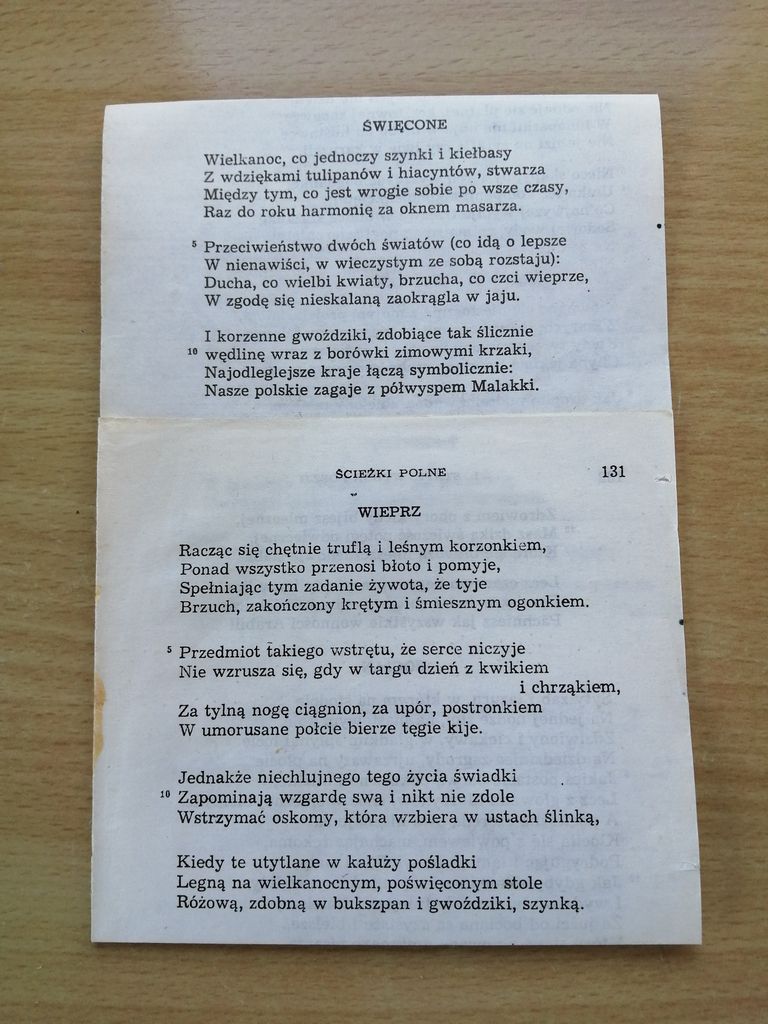 ŚWIĘCONE
Wielkanoc, co jednoczy szynki i kiełbasy
Z wdziękami tulipanów i hiacyntów, stwarza
Między tym, co jest wrogie sobie po wsze czasy,
Raz do roku harmonię za oknem masarza.
5 Przeciwieństwo dwóch światów (co idą o lepsze
W nienawiści, w wieczystym ze sobą rozstaju):
Ducha, co wielbi kwiaty, brzucha, co czci wieprze,
W zgodę się nieskalaną zaokrągla w jaju.
I korzenne gwoździki, zdobiące tak ślicznie
10 wędlinę wraz z borówki zimowymi krzaki,
Najodleglejsze kraje łączą symbolicznie:
Nasze polskie zagaje z półwyspem Malakki.
ŚCIEŻKI POLNE 131
WIEPRZ
Racząc się chętnie truflą i leśnym korzonkiem,
Ponad wszystko przenosi błoto i pomyje,
Spełniając tym zadanie żywota, że tyje
Brzuch, zakończony krętym i śmiesznym ogonkiem.
5 Przedmiot takiego wstrętu, że serce niczyje
Nie wzrusza się, gdy w targu dzień z kwikiem
i chrząkiem,
Za tylną nogę ciągnion, za upór, postronkiem
W umorusane połcie bierze tęgie kije.
Jednakże niechlujnego tego życia świadki
10 Zapominają wzgardę swą i nikt nie zdole
Wstrzymać oskomy, która wzbiera w ustach ślinką,
Kiedy te utytlane w kałuży pośladki
Legną na wielkanocnym, poświęconym stole
Różową, zdobną w bukszpan i gwoździki, szynką.